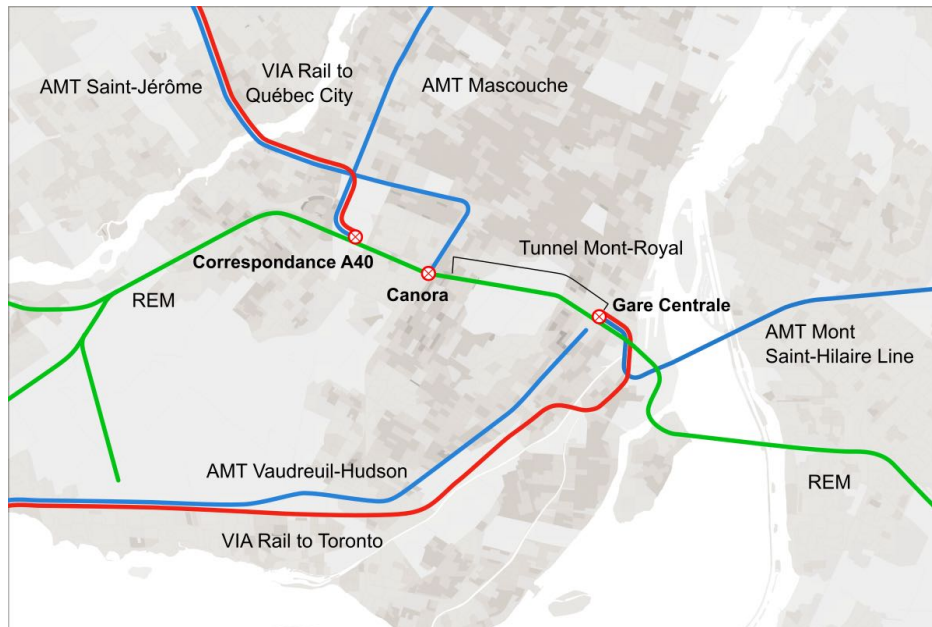 AMT Saint-Jérôme
VIA Rail to
Québec City
AMT Mascouche
Tunnel Mont-Royal
Correspondance A40
Canora
Gare Centrale
REM
AMT Mont
Saint-Hilaire Line
AMT Vaudreuil-Hudson
REM
VIA Rail to Toronto